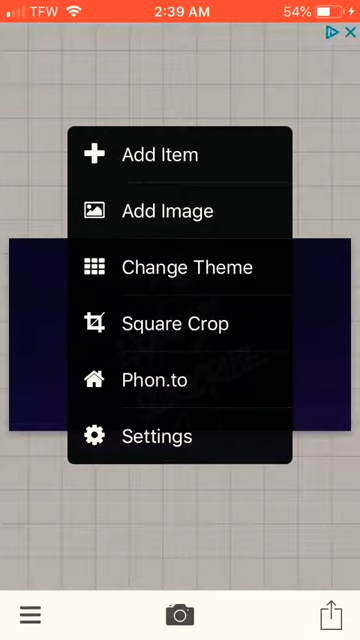 TFW 2:39 AM 54%
Add Item
Add Image
Change Theme
Square Crop
Phon.to
Settings